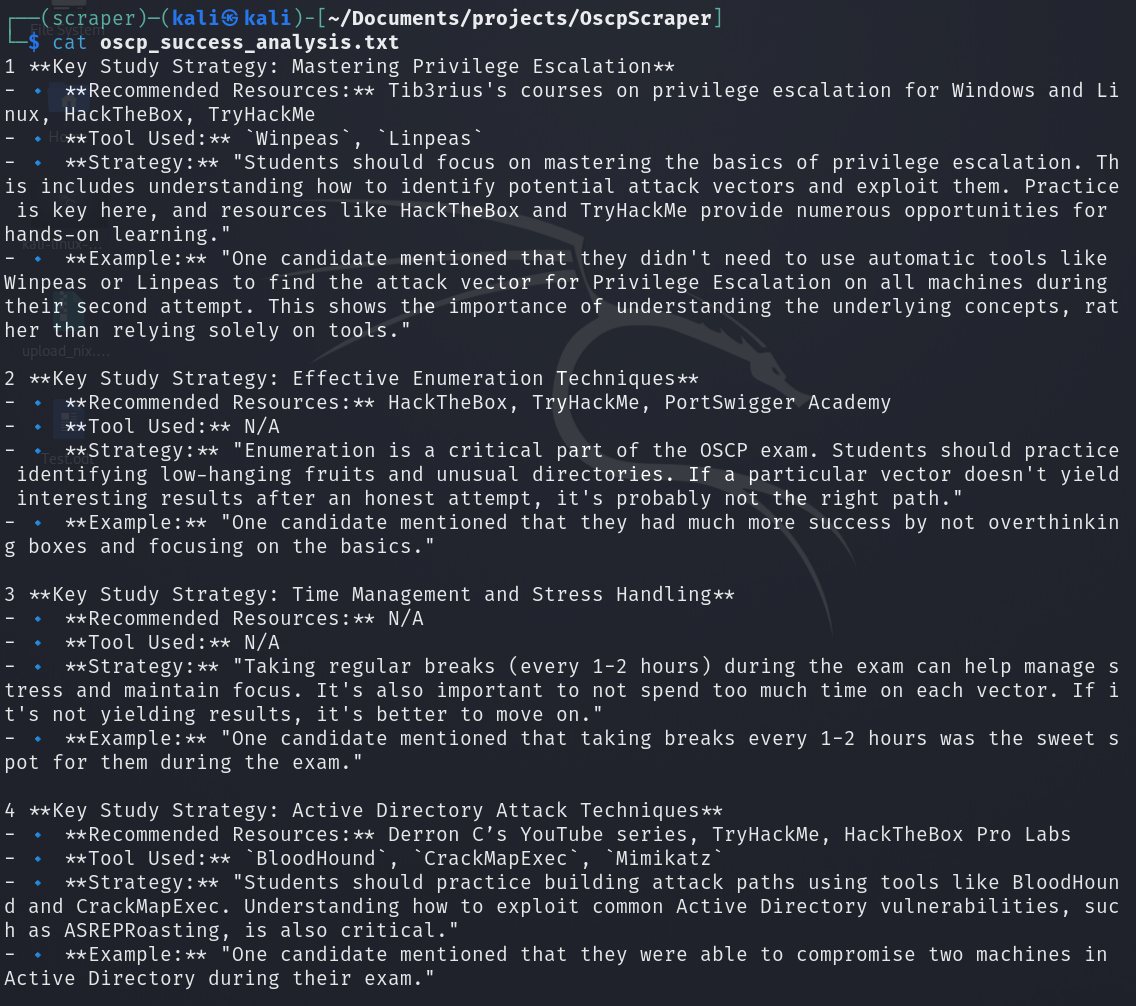 ┌──(scraper)─(kali㉿kali)-[~/Documents/projects/OscpScraper]
└─$ cat oscp_success_analysis.txt
1 **Key Study Strategy: Mastering Privilege Escalation**
- 🔹 **Recommended Resources:** Tib3rius's courses on privilege escalation for Windows and Li
nux, HackTheBox, TryHackMe
- 🔹 **Tool Used:** `Winpeas`, `Linpeas`
- 🔹 **Strategy:** "Students should focus on mastering the basics of privilege escalation. Th
is includes understanding how to identify potential attack vectors and exploit them. Practice
 is key here, and resources like HackTheBox and TryHackMe provide numerous opportunities for
hands-on learning."
- 🔹 **Example:** "One candidate mentioned that they didn't need to use automatic tools like
Winpeas or Linpeas to find the attack vector for Privilege Escalation on all machines during
their second attempt. This shows the importance of understanding the underlying concepts, rat
her than relying solely on tools."
upload_nix....
2 **Key Study Strategy: Effective Enumeration Techniques**
- 🔹 **Recommended Resources:** HackTheBox, TryHackMe, PortSwigger Academy
- 🔹 **Tool Used:** N/A
- 🔹 **Strategy:** "Enumeration is a critical part of the OSCP exam. Students should practice
 identifying low-hanging fruits and unusual directories. If a particular vector doesn't yield
 interesting results after an honest attempt, it's probably not the right path."
- 🔹 **Example:** "One candidate mentioned that they had much more success by not overthinkin
g boxes and focusing on the basics."
3 **Key Study Strategy: Time Management and Stress Handling**
- 🔹 **Recommended Resources:** N/A
- 🔹 **Tool Used:** N/A
- 🔹 **Strategy:** "Taking regular breaks (every 1-2 hours) during the exam can help manage s
tress and maintain focus. It's also important to not spend too much time on each vector. If i
t's not yielding results, it's better to move on."
- 🔹 **Example:** "One candidate mentioned that taking breaks every 1-2 hours was the sweet s
pot for them during the exam."
4 **Key Study Strategy: Active Directory Attack Techniques**
- 🔹 **Recommended Resources:** Derron C’s YouTube series, TryHackMe, HackTheBox Pro Labs
- 🔹 **Tool Used:** `BloodHound`, `CrackMapExec`, `Mimikatz`
- 🔹 **Strategy:** "Students should practice building attack paths using tools like BloodHoun
d and CrackMapExec. Understanding how to exploit common Active Directory vulnerabilities, suc
h as ASREPRoasting, is also critical."
- 🔹 **Example:** "One candidate mentioned that they were able to compromise two machines in
Active Directory during their exam."